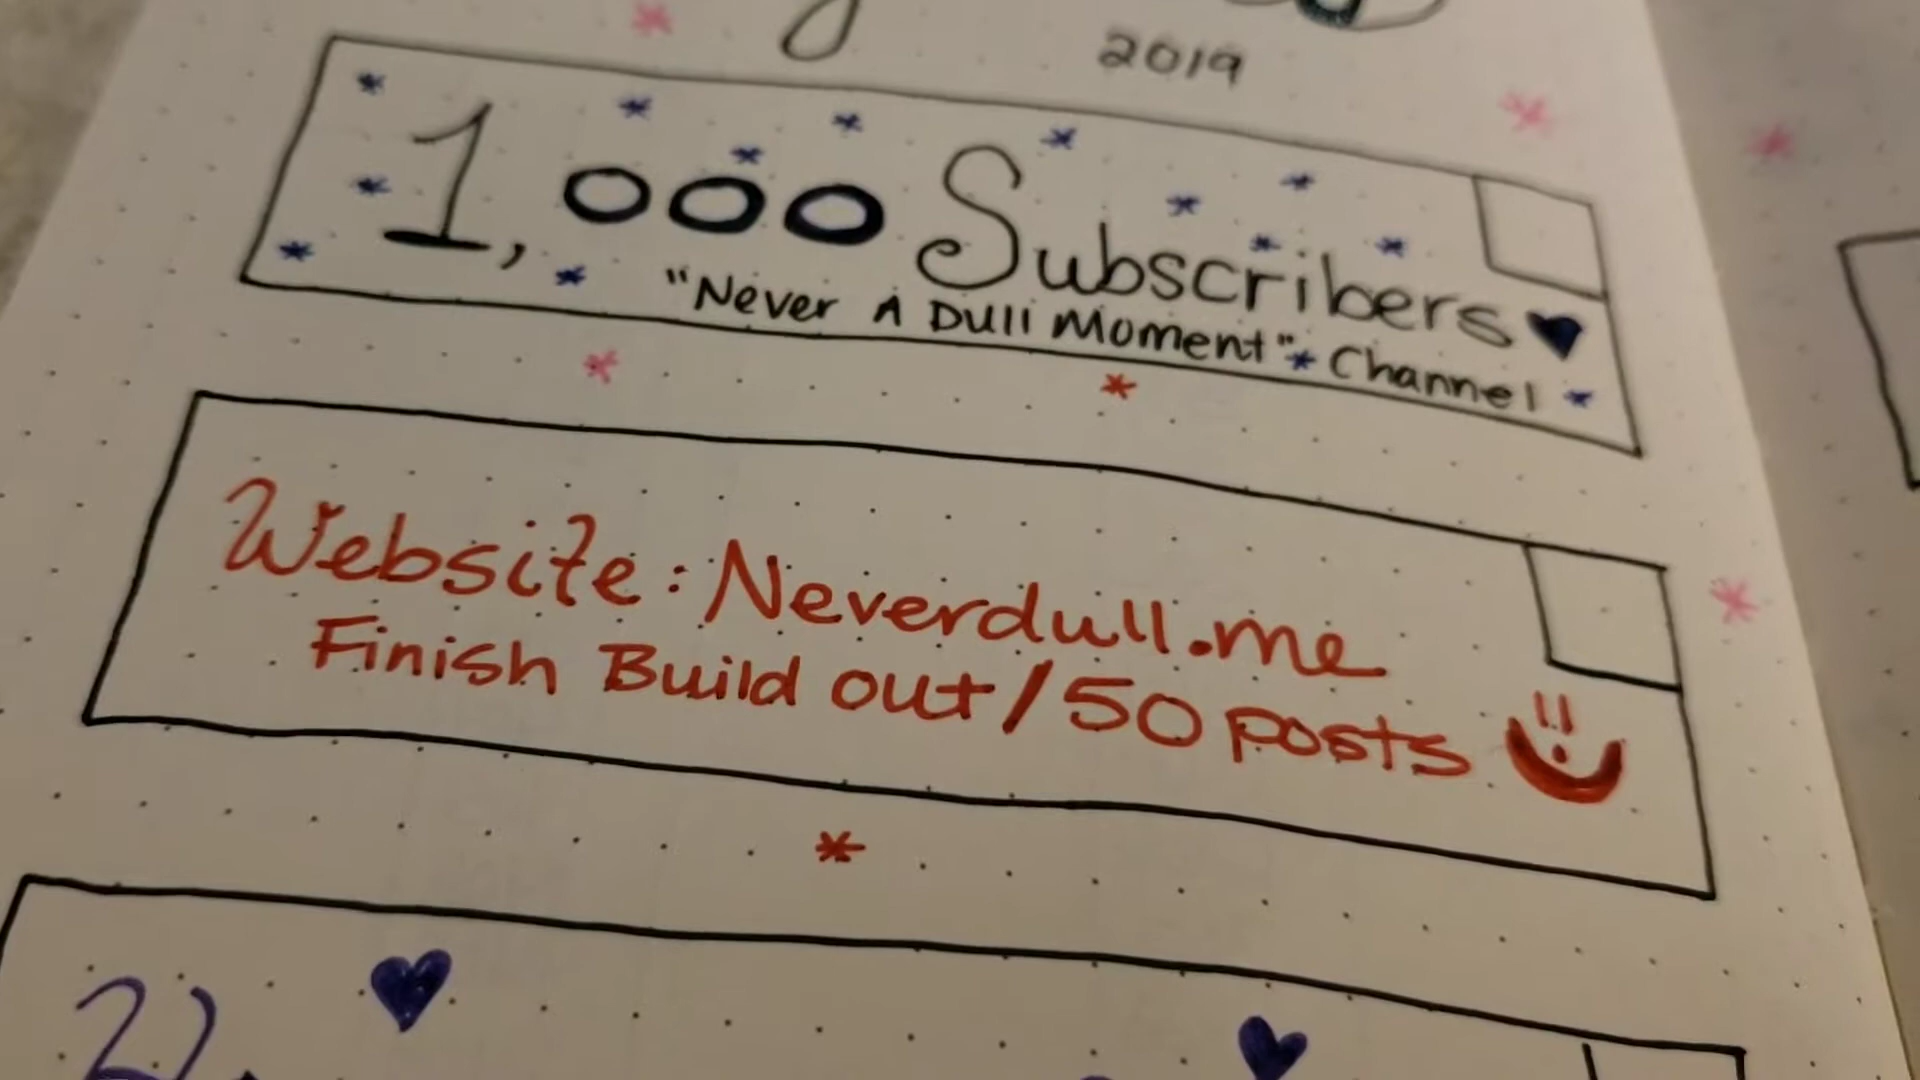 2019
1,000 Subscribers
"Never A Dull Moment" Channel
Website: Neverdull.me
Finish Build out/50 posts